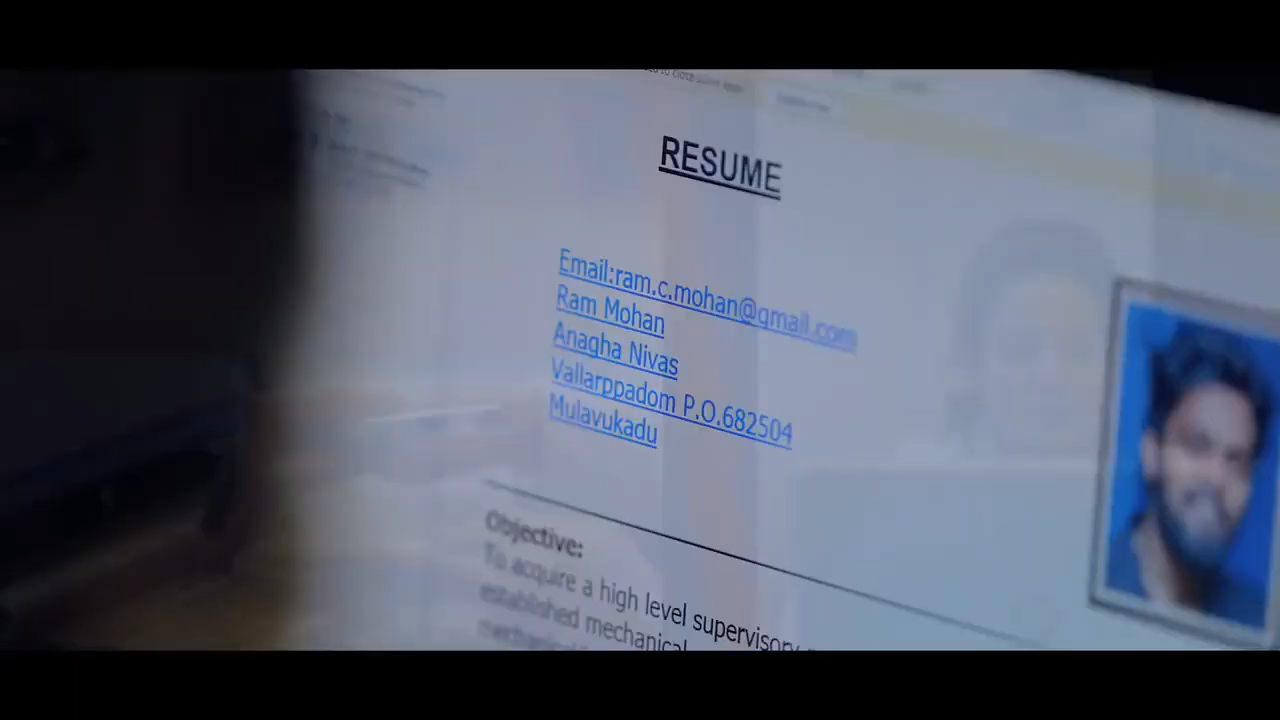 RESUME
Email:ram.c.mohan@gmail.com
Ram Mohan
Anagha Nivas
Vallarppadom P.O.682504
Mulavukadu
Objective:
To acquire a high level supervisory
established mechanical